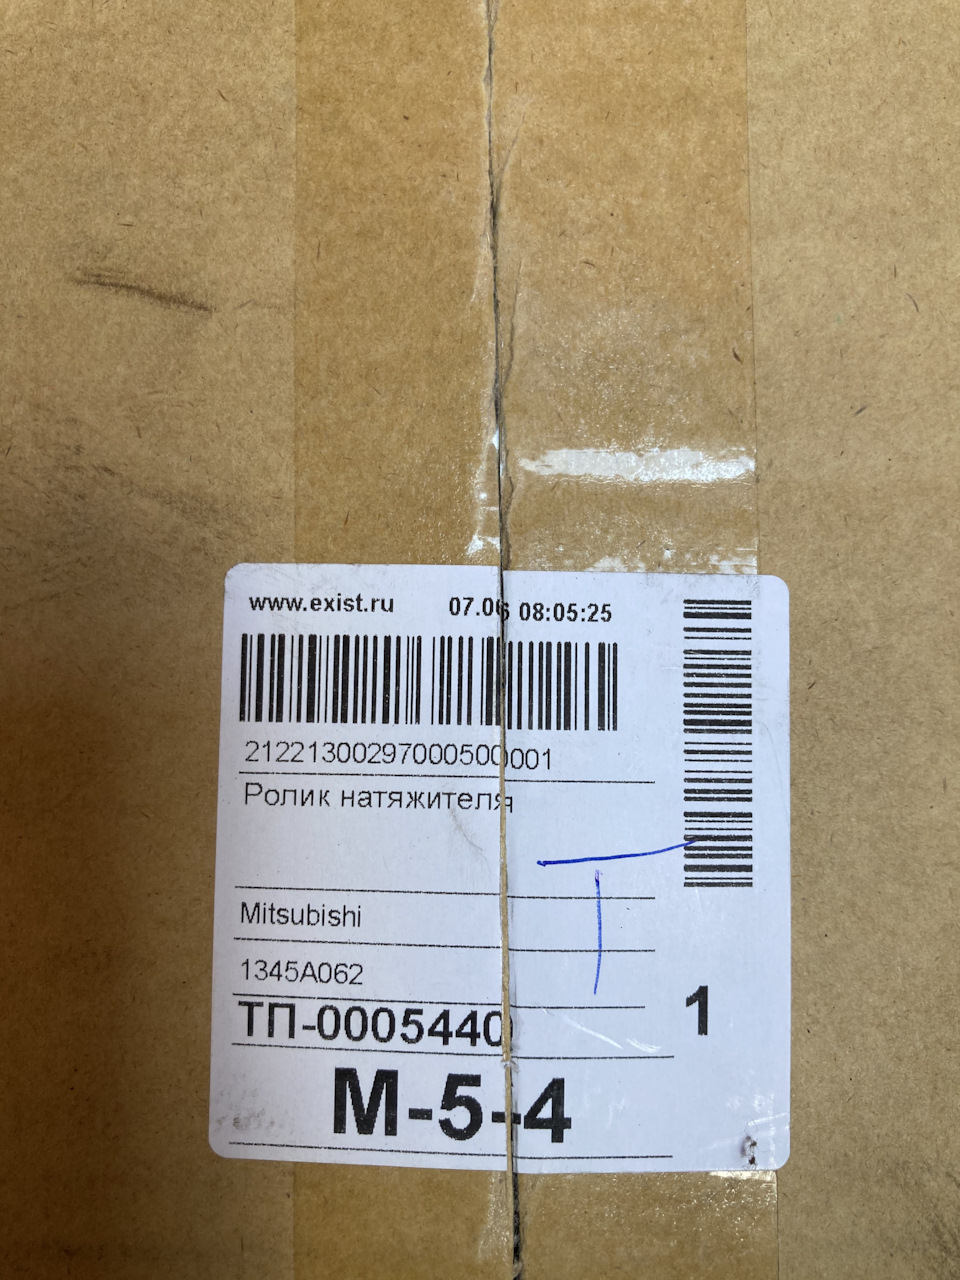 www.exist.ru 07.06 08:05:25
21221300297000500001
Ролик натяжителя
Mitsubishi
1345A062
ТП-0005440
1
М-5-4